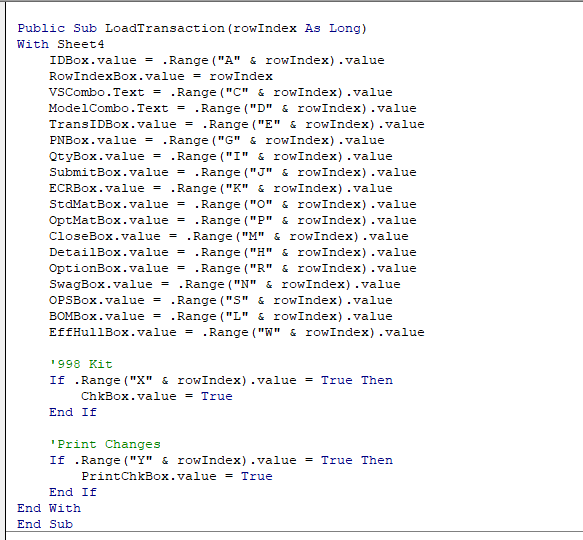 Public Sub LoadTransaction(rowIndex As Long)
With Sheet4
    IDBox.value = .Range("A" & rowIndex).value
    RowIndexBox.value = rowIndex
    VSCombo.Text = .Range("C" & rowIndex).value
    ModelCombo.Text = .Range("D" & rowIndex).value
    TransIDBox.value = .Range("E" & rowIndex).value
    PNBox.value = .Range("G" & rowIndex).value
    QtyBox.value = .Range("I" & rowIndex).value
    SubmitBox.value = .Range("J" & rowIndex).value
    ECRBox.value = .Range("K" & rowIndex).value
    StdMatBox.value = .Range("O" & rowIndex).value
    OptMatBox.value = .Range("P" & rowIndex).value
    CloseBox.value = .Range("M" & rowIndex).value
    DetailBox.value = .Range("H" & rowIndex).value
    OptionBox.value = .Range("R" & rowIndex).value
    SwagBox.value = .Range("N" & rowIndex).value
    OPSBox.value = .Range("S" & rowIndex).value
    BOMBox.value = .Range("L" & rowIndex).value
    EffHullBox.value = .Range("W" & rowIndex).value

    '998 Kit
    If .Range("X" & rowIndex).value = True Then
        ChkBox.value = True
    End If

    'Print Changes
    If .Range("Y" & rowIndex).value = True Then
        PrintChkBox.value = True
    End If
End With
End Sub